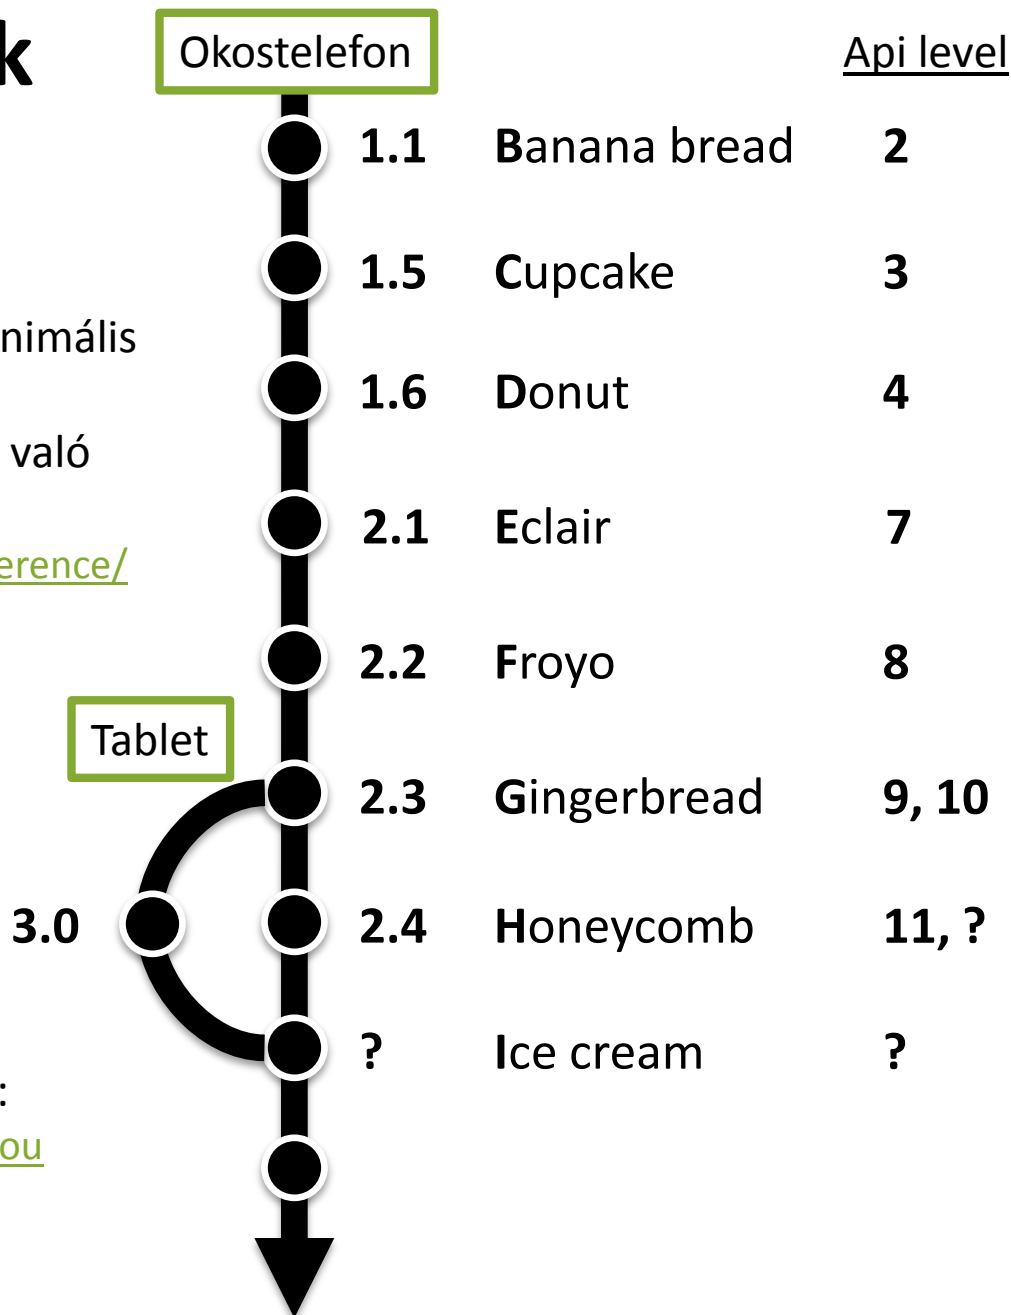 k
Okostelefon
Api level
1.1 Banana bread 2
1.5 Cupcake 3
nimális
1.6 Donut 4
való
2.1 Eclair 7
erence/
2.2 Froyo 8
Tablet
2.3 Gingerbread 9, 10
3.0 2.4 Honeycomb 11, ?
? Ice cream ?
:
ou